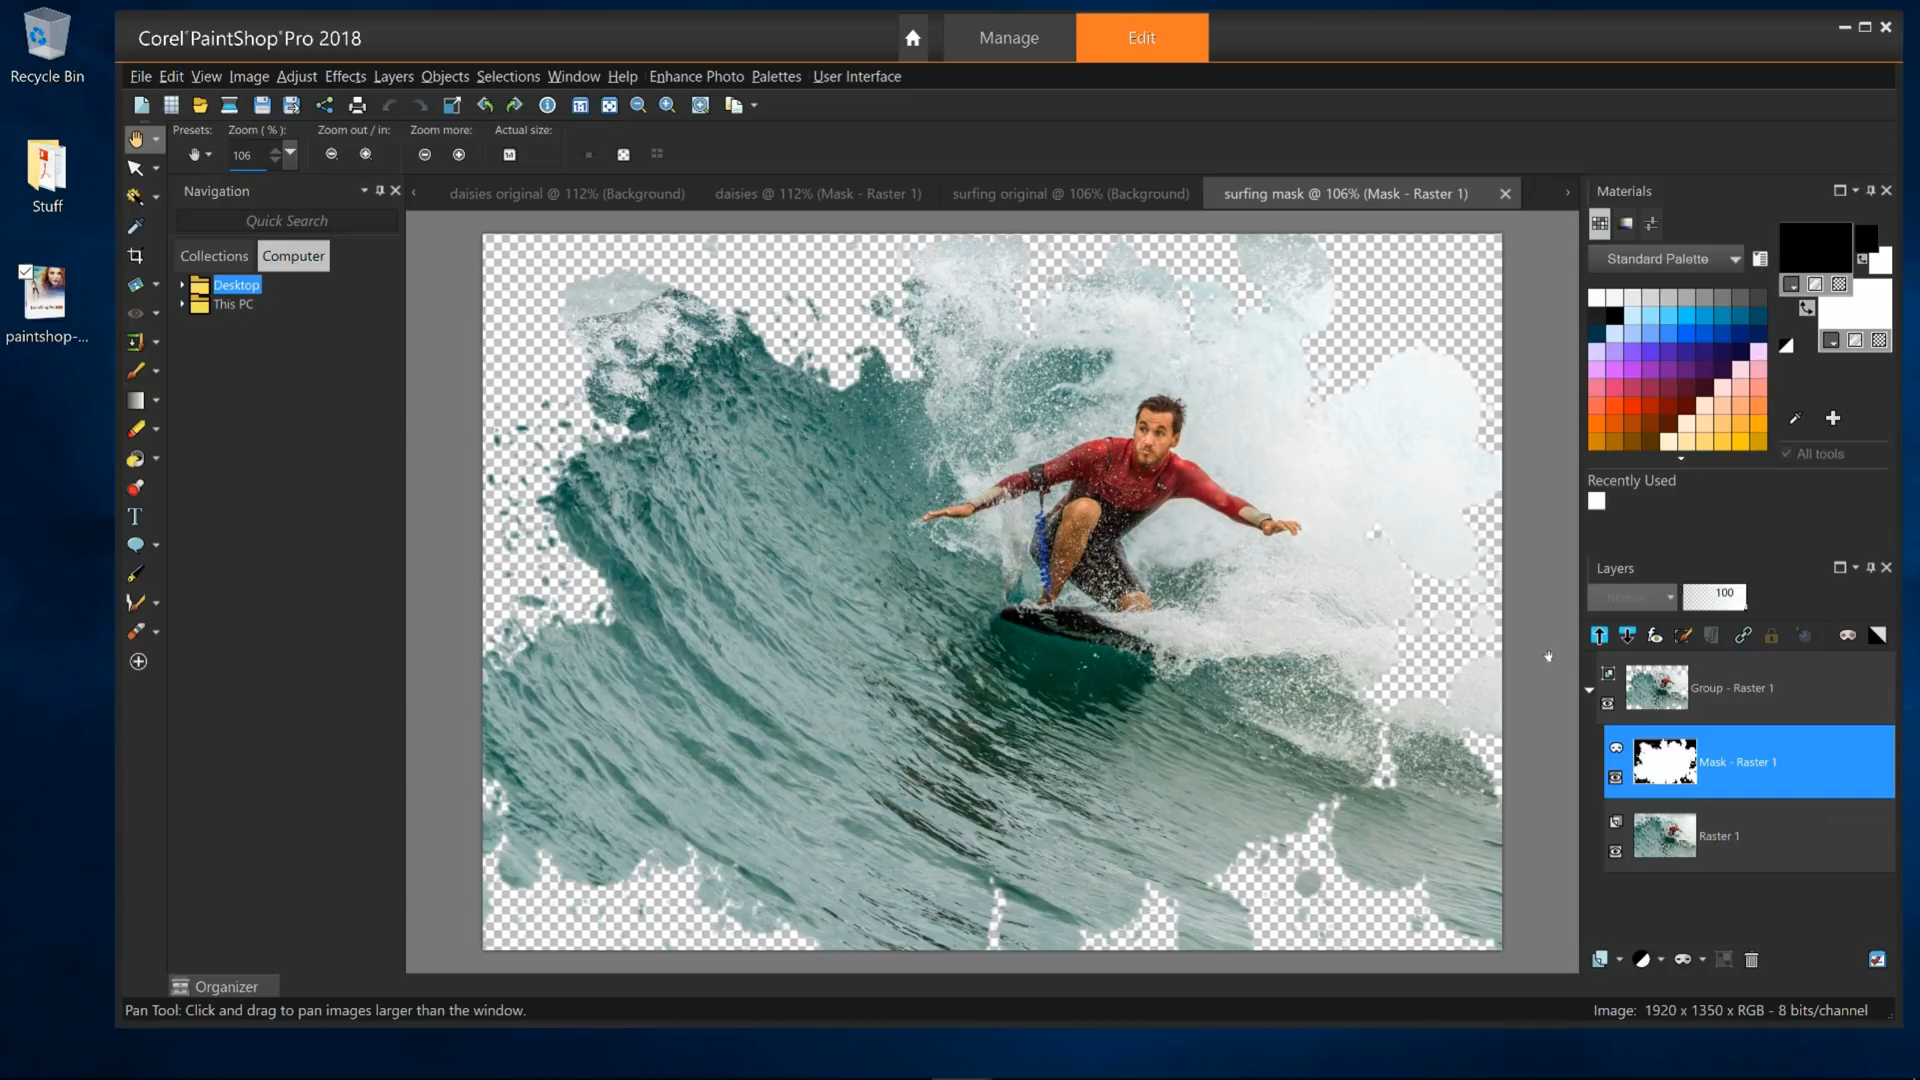 Recycle Bin
Stuff
paintshop-...
Corel PaintShop Pro 2018
Manage
Edit
File Edit View Image Adjust Effects Layers Objects Selections Window Help Enhance Photo Palettes User Interface
Presets: Zoom ( % ): Zoom out / in: Zoom more: Actual size:
106
Navigation
Quick Search
Collections Computer
Desktop
This PC
daisies original @ 112% (Background)
daisies @ 112% (Mask - Raster 1)
surfing original @ 106% (Background)
surfing mask @ 106% (Mask - Raster 1)
Materials
Standard Palette
All tools
Recently Used
Layers
Normal
100
Group - Raster 1
Mask - Raster 1
Raster 1
Organizer
Pan Tool: Click and drag to pan images larger than the window.
Image: 1920 x 1350 x RGB - 8 bits/channel